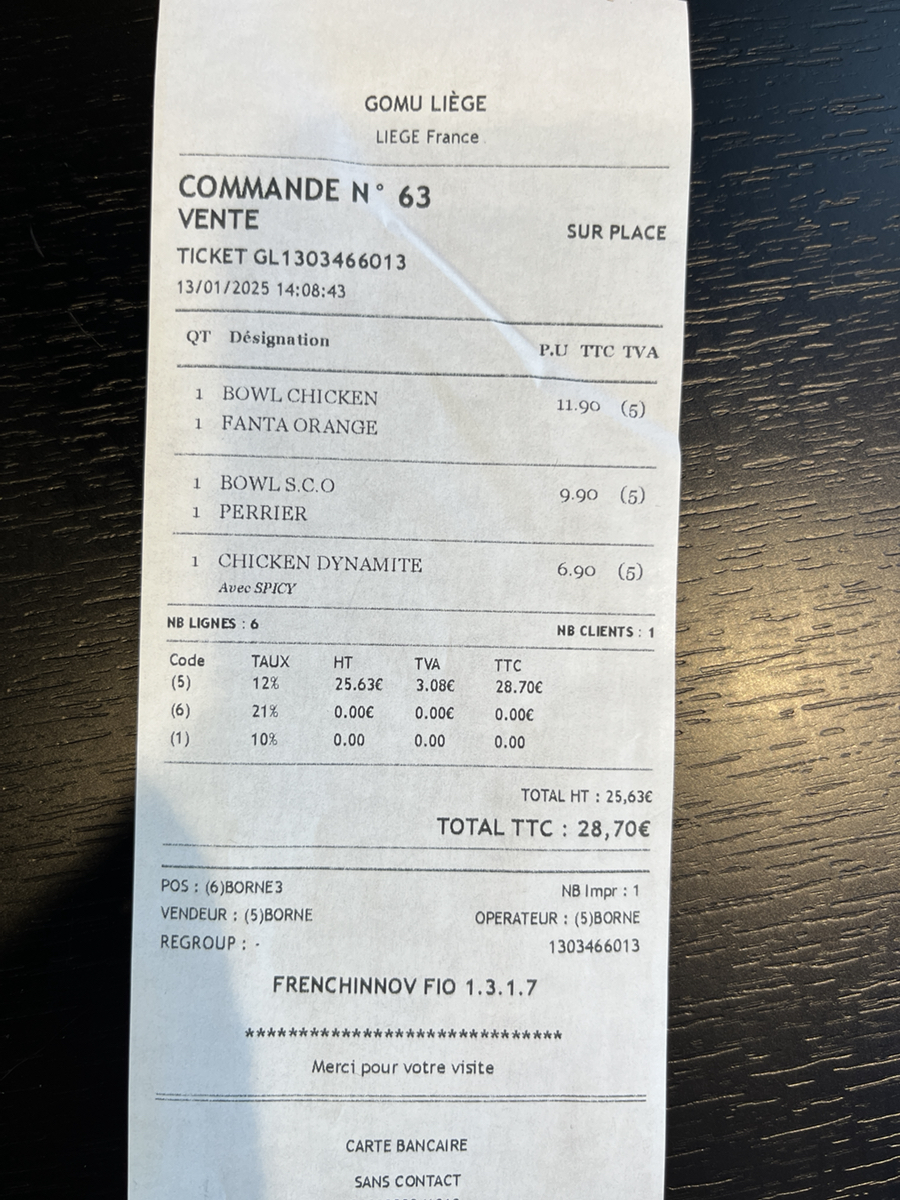 GOMU LIÈGE
LIEGE France
COMMANDE N° 63
VENTE SUR PLACE
TICKET GL1303466013
13/01/2025 14:08:43
QT Désignation P.U TTC TVA
1 BOWL CHICKEN 11.90 (5)
1 FANTA ORANGE
1 BOWL S.C.O 9.90 (5)
1 PERRIER
1 CHICKEN DYNAMITE 6.90 (5)
Avec SPICY
NB LIGNES : 6 NB CLIENTS : 1
Code TAUX HT TVA TTC
(5) 12% 25.63€ 3.08€ 28.70€
(6) 21% 0.00€ 0.00€ 0.00€
(1) 10% 0.00 0.00 0.00
TOTAL HT : 25,63€
TOTAL TTC : 28,70€
POS : (6)BORNE3 NB Impr : 1
VENDEUR : (5)BORNE OPERATEUR : (5)BORNE
REGROUP : - 1303466013
FRENCHINNOV FIO 1.3.1.7
*****************************
Merci pour votre visite
CARTE BANCAIRE
SANS CONTACT